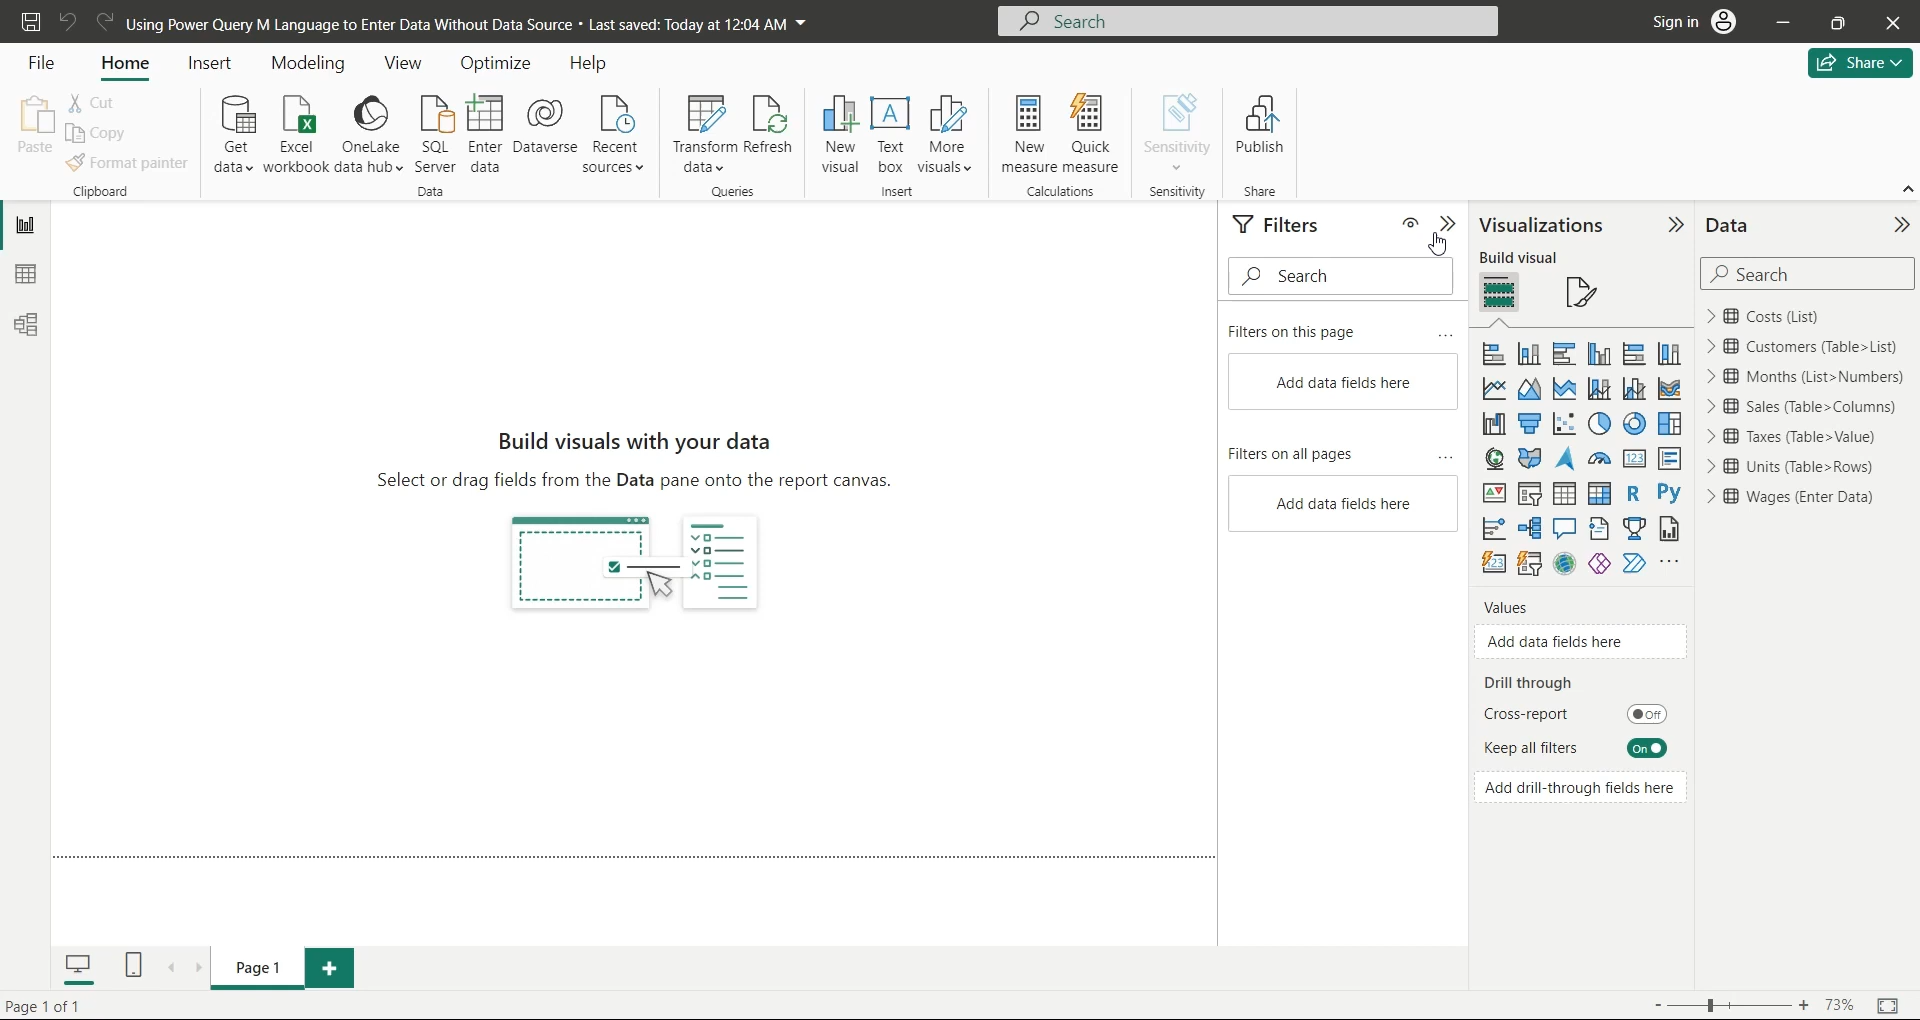 Using Power Query M Language to Enter Data Without Data Source • Last saved: Today at 12:04 AM
Search
Sign in
File Home Insert Modeling View Optimize Help
Share
Paste
Cut
Copy
Format painter
Clipboard
Get data
Excel workbook
OneLake data hub
SQL Server
Enter data
Dataverse
Recent sources
Data
Transform data
Refresh
Queries
New visual
A
Text box
More visuals
Insert
New measure
Quick measure
Calculations
Sensitivity
Sensitivity
Publish
Share
Build visuals with your data
Select or drag fields from the Data pane onto the report canvas.
Filters
Search
Filters on this page
...
Add data fields here
Filters on all pages
...
Add data fields here
Visualizations
Build visual
123
R
Py
123
...
Values
Add data fields here
Drill through
Cross-report
Off
Keep all filters
On
Add drill-through fields here
Data
Search
Costs (List)
Customers (Table>List)
Months (List>Numbers)
Sales (Table>Columns)
Taxes (Table>Value)
Units (Table>Rows)
Wages (Enter Data)
Page 1
+
Page 1 of 1
- + 73%